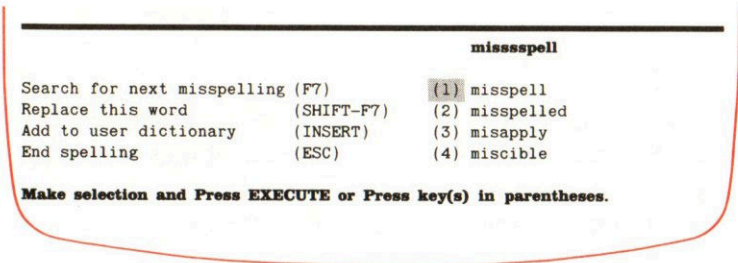 misssspell
Search for next misspelling (F7) (1) misspell
Replace this word (SHIFT-F7) (2) misspelled
Add to user dictionary (INSERT) (3) misapply
End spelling (ESC) (4) miscible
Make selection and Press EXECUTE or Press key(s) in parentheses.